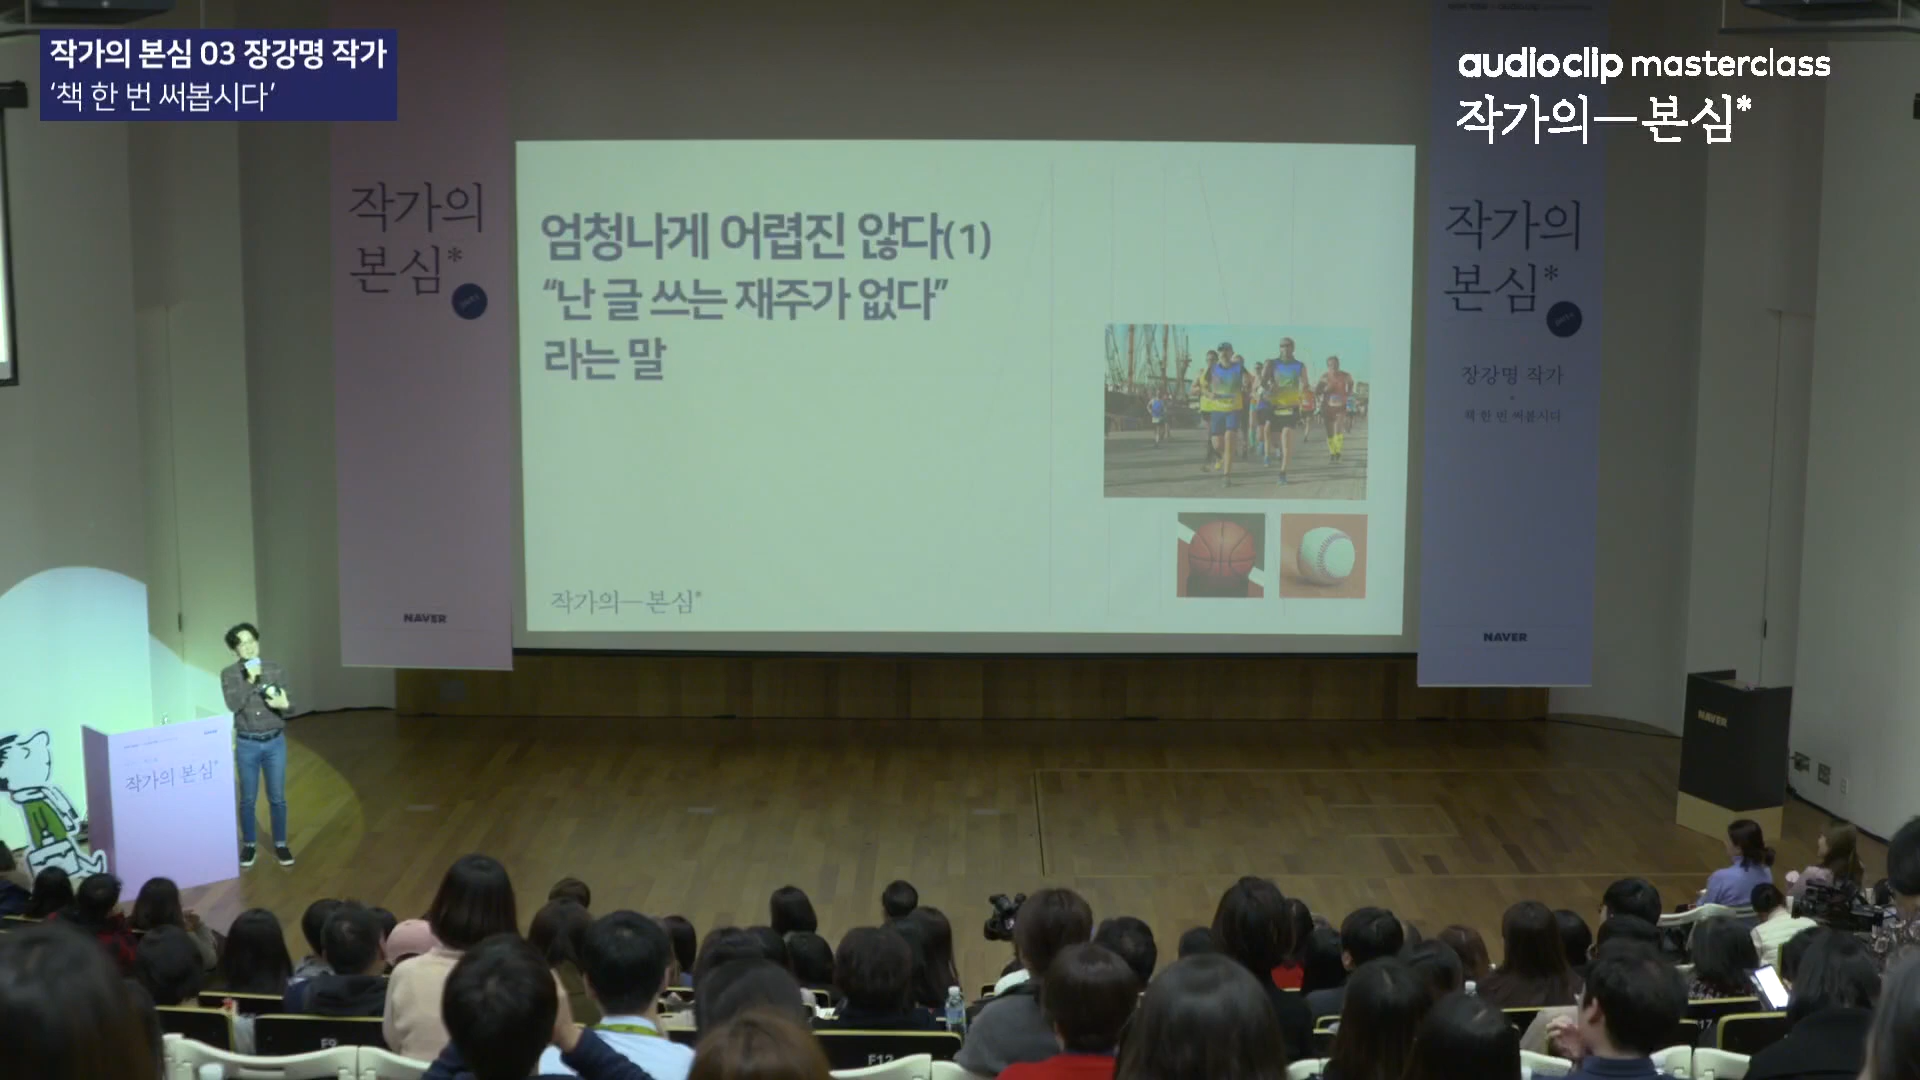 작가의 본심 03 장강명 작가
‘책 한 번 써봅시다’
audioclip masterclass
작가의—본심*
작가의
본심*
NAVER
엄청나게 어렵진 않다(1)
“난 글 쓰는 재주가 없다”
라는 말
작가의—본심*
작가의
본심*
장강명 작가
책 한 번 써봅시다
NAVER
NAVER
작가의 본심*
NAVER
F9
F12
17